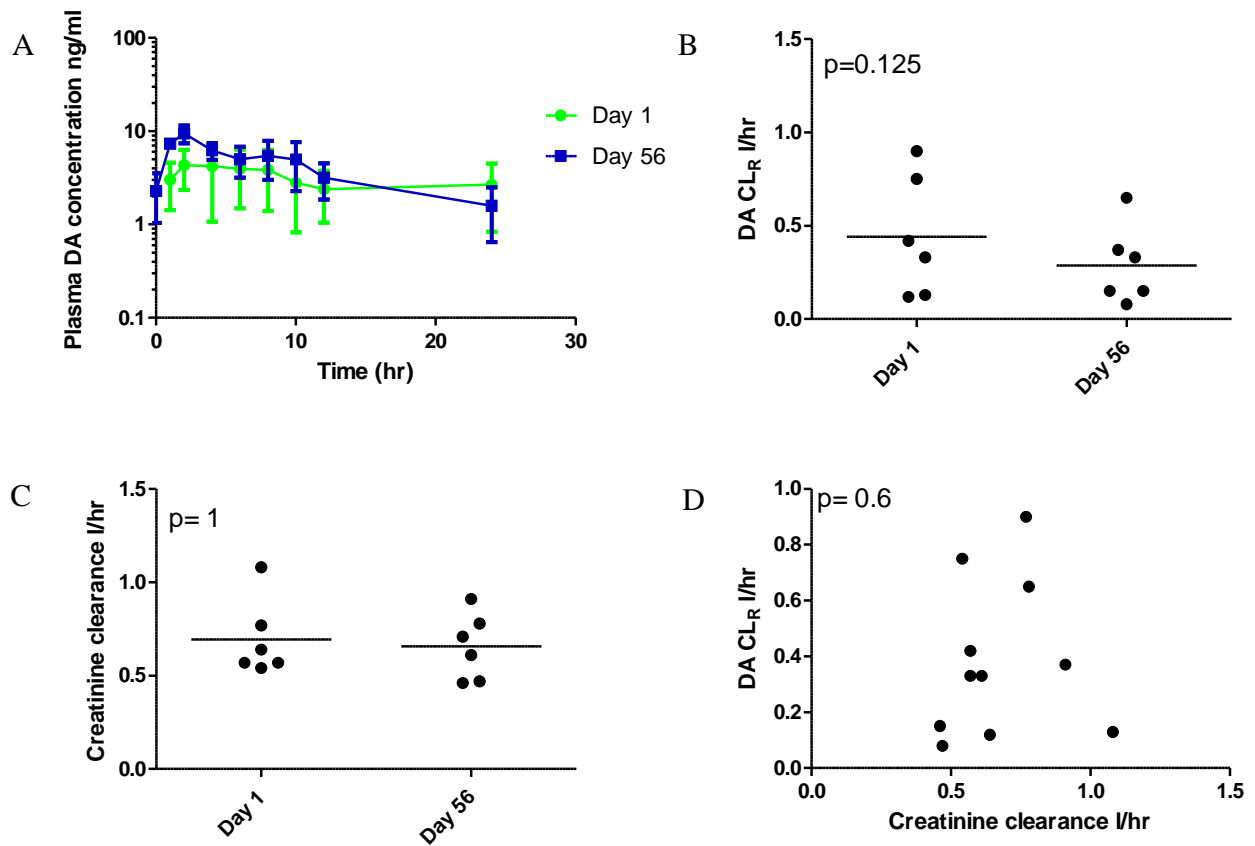 A
Plasma DA concentration ng/ml
100
10
1
0.1
0
10
20
30
Time (hr)
Day 1
Day 56
B
p=0.125
DA CL_R l/hr
1.5
1.0
0.5
0.0
Day 1
Day 56
C
p= 1
Creatinine clearance l/hr
1.5
1.0
0.5
0.0
Day 1
Day 56
D
p= 0.6
DA CL_R l/hr
1.0
0.8
0.6
0.4
0.2
0.0
0.0
0.5
1.0
1.5
Creatinine clearance l/hr